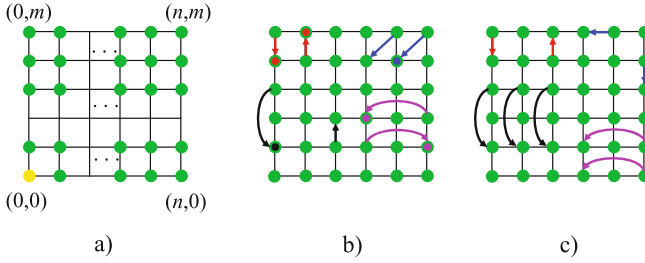 (0,m) (n,m)
. . .
. . .
. . .
(0,0) (n,0)
a) b) c)